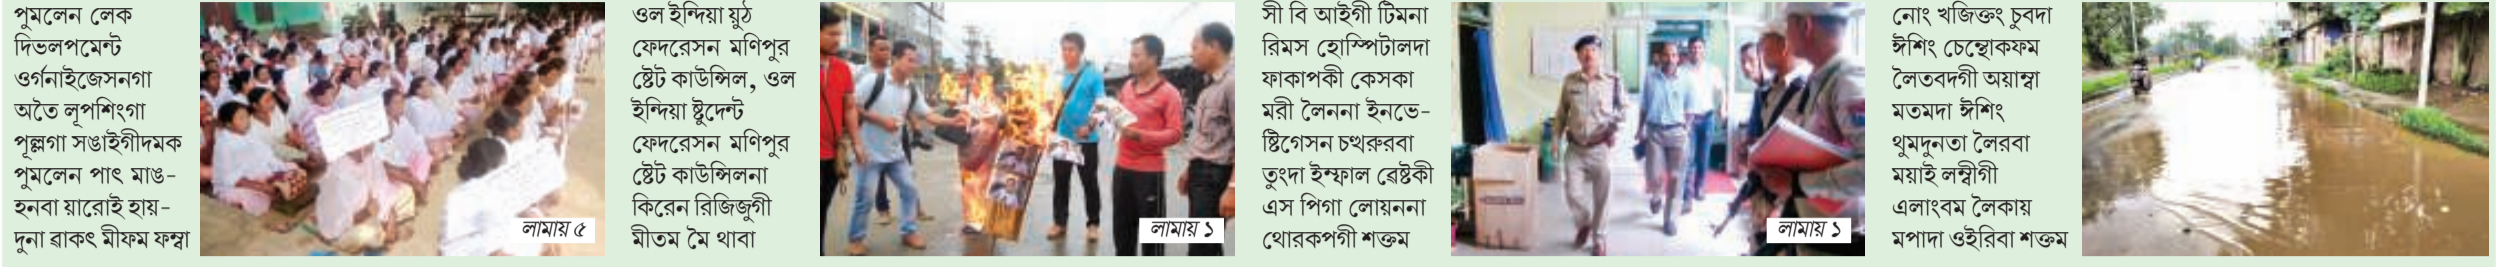 পুমলেন লেক
দিভলপমেন্ট
ওর্গনাইজেসনগা
অতৈ লূপশিংগা
পূল্লগা সঙাইগীদমক
পুমলেন পাৎ মাঙ-
হনবা য়ারোই হায়-
দুনা ৱাকৎ মীফম ফম্বা
লামায় ৫
ওল ইন্দিয়া য়ুঠ
ফেদরেসন মণিপুর
ষ্টেট কাউন্সিল, ওল
ইন্দিয়া ষ্টুদেন্ট
ফেদরেসন মণিপুর
ষ্টেট কাউন্সিলনা
কিরেন রিজিজুগী
মীতম মৈ থাবা
লামায় ১
সী বি আইগী টিমনা
রিমস হোস্পিটালদা
ফাকাপকী কেসকা
মরী লৈননা ইনভে-
ষ্টিগেসন চত্থরুরবা
তুংদা ইম্ফাল ৱেষ্টকী
এস পিগা লোয়ননা
থোরকপগী শক্তম
লামায় ১
নোং খজিক্তং চুবদা
ঈশিং চেন্থোকফম
লৈতবদগী অয়াম্বা
মতমদা ঈশিং
থুমদুনতা লৈরবা
ময়াই লম্বীগী
এলাংবম লৈকায়
মপাদা ওইরিবা শক্তম